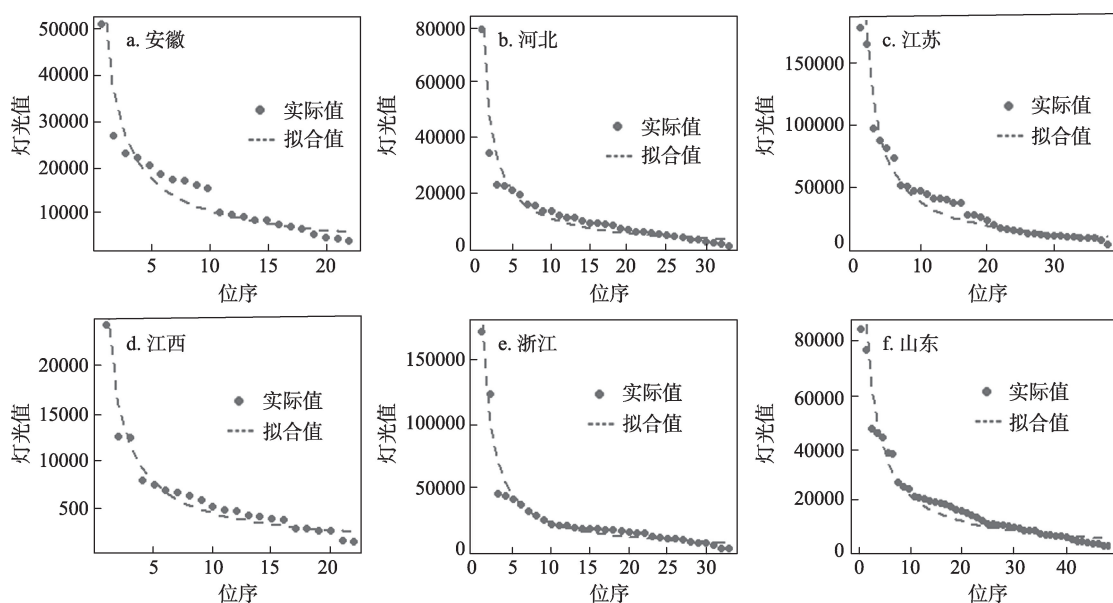 a. 安徽
50000
40000
30000
20000
10000
灯光值
实际值
拟合值
5
10
15
20
位序
b. 河北
80000
60000
40000
20000
0
灯光值
实际值
拟合值
0
5
10
15
20
25
30
位序
c. 江苏
150000
100000
50000
0
灯光值
实际值
拟合值
0
10
20
30
位序
d. 江西
20000
15000
10000
500
灯光值
实际值
拟合值
5
10
15
20
位序
e. 浙江
150000
100000
50000
0
灯光值
实际值
拟合值
0
5
10
15
20
25
30
位序
f. 山东
80000
60000
40000
20000
0
灯光值
实际值
拟合值
0
10
20
30
40
位序